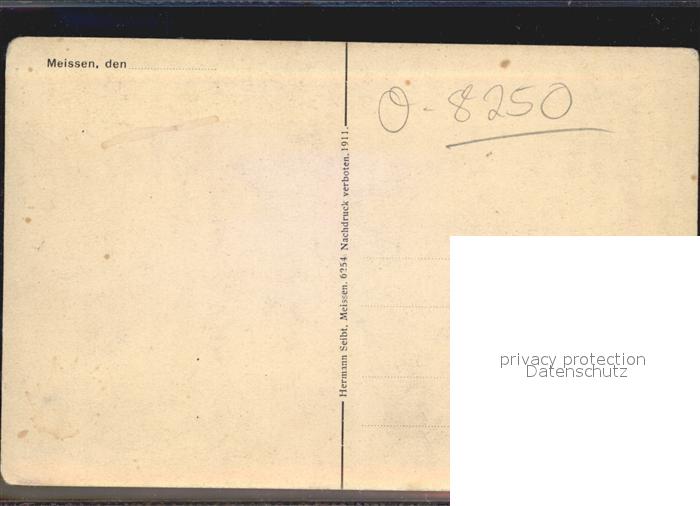 Meissen, den
O - 8250
Hermann Seibt, Meissen. 6254 Nachdruck verboten. 1911.
privacy protection
Datenschutz